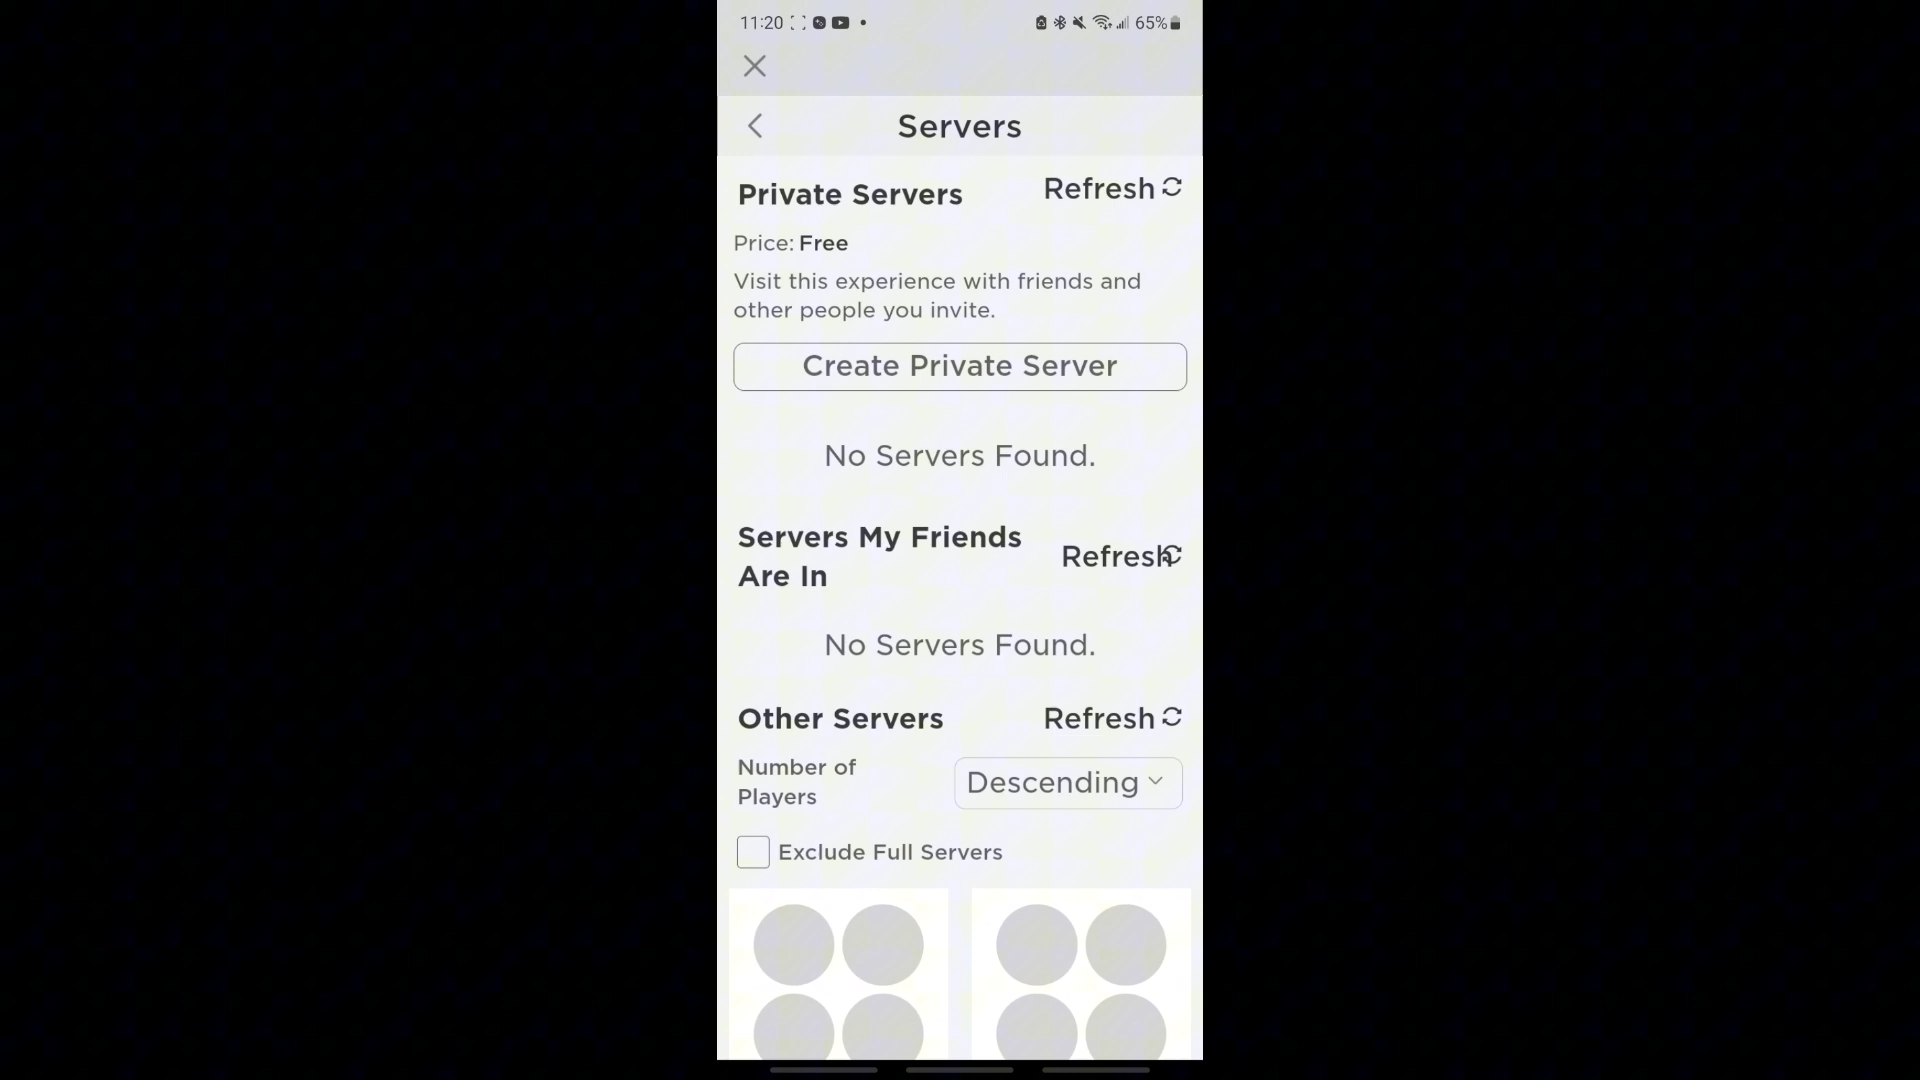 11:20
65%
Servers
Private Servers
Refresh
Price: Free
Visit this experience with friends and
other people you invite.
Create Private Server
No Servers Found.
Servers My Friends
Are In
Refresh
No Servers Found.
Other Servers
Refresh
Number of
Players
Descending
Exclude Full Servers